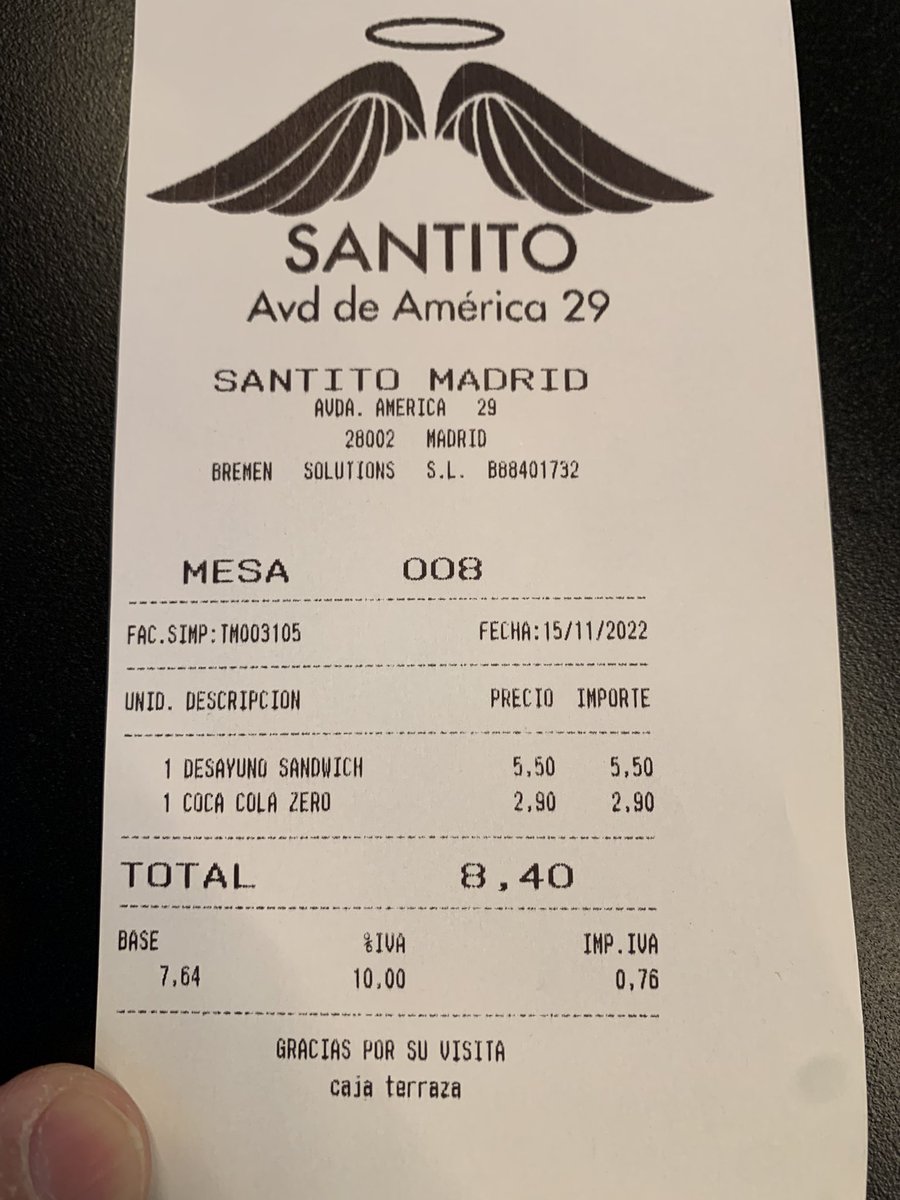 SANTITO
Avd de América 29
SANTITO MADRID
AVDA. AMERICA 29
28002 MADRID
BREMEN SOLUTIONS S.L. B88401732
MESA 008
FAC.SIMP:TM003105 FECHA:15/11/2022
UNID. DESCRIPCION PRECIO IMPORTE
1 DESAYUNO SANDWICH 5,50 5,50
1 COCA COLA ZERO 2,90 2,90
TOTAL 8,40
BASE %IVA IMP.IVA
7,64 10,00 0,76
GRACIAS POR SU VISITA
caja terraza